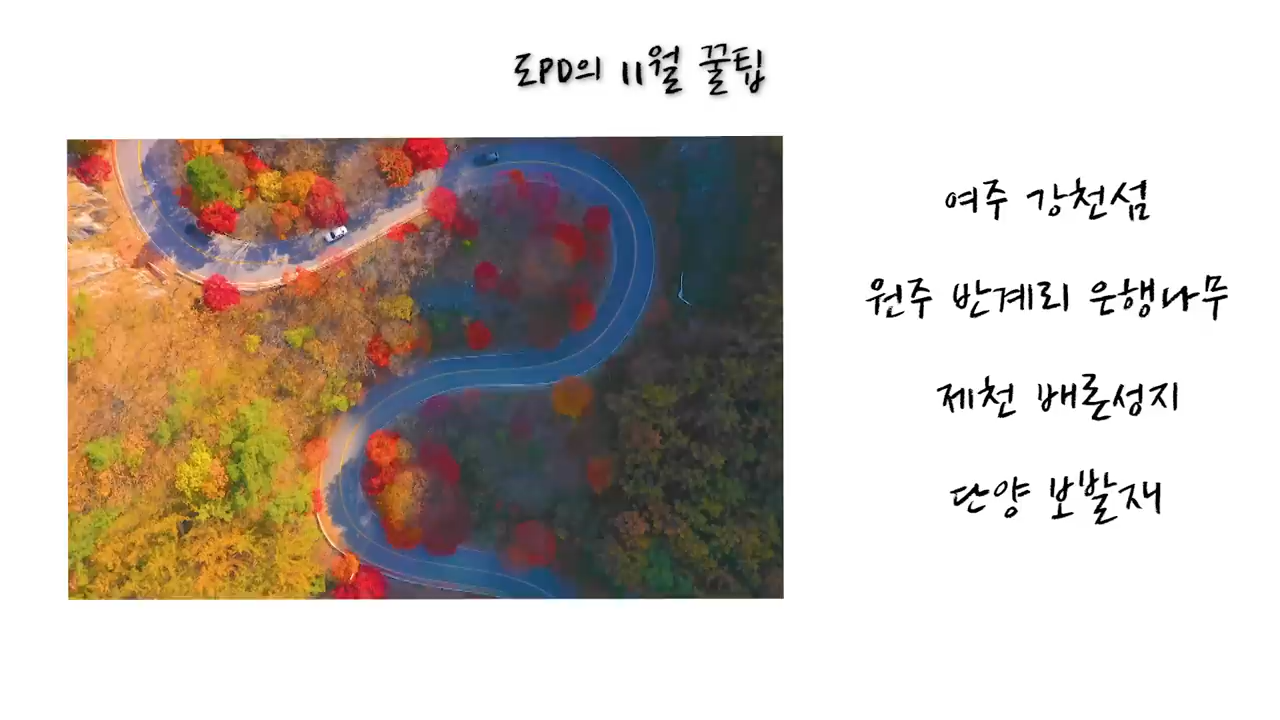 도PD의 11월 꿀팁
여주 강천섬
원주 반계리 은행나무
제천 배론성지
단양 보발재